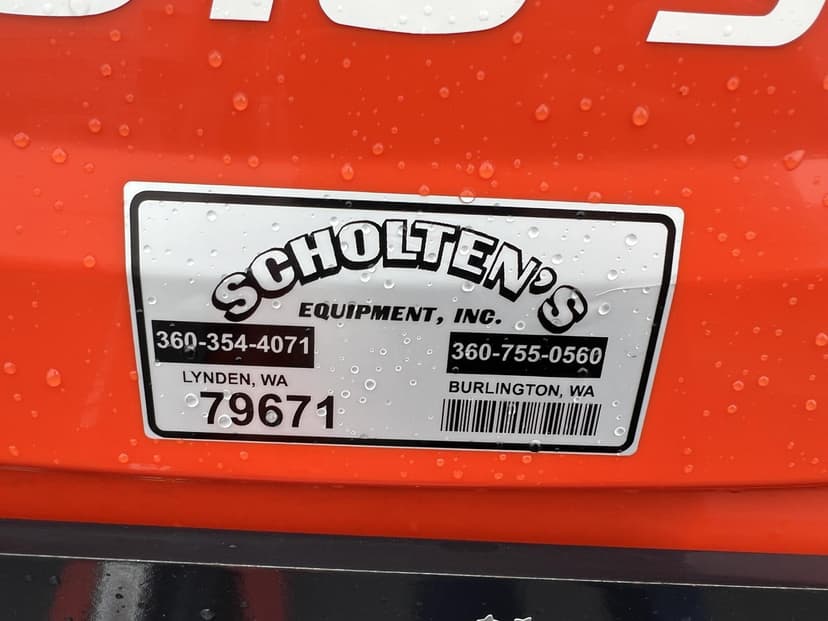 SCHOLTEN'S
EQUIPMENT, INC.
360-354-4071
LYNDEN, WA
79671
360-755-0560
BURLINGTON, WA